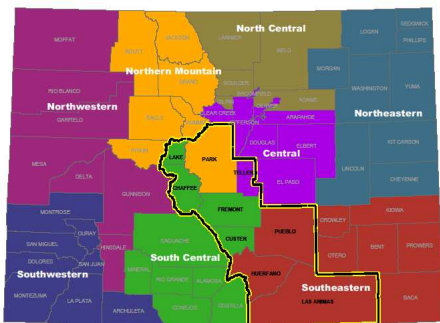 SEDGWICK
LOGAN
MOFFAT
JACKSON
LARIMER
North Central
WELD
PHILLIPS
ROUTT
MORGAN
GRAND
Northern Mountain
BOULDER
WASHINGTON
YUMA
RIO BLANCO
Northwestern
ADAMS
Northeastern
GARFIELD
EAGLE
CLEAR CREEK
ARAPAHOE
DOUGLAS
ELBERT
KIT CARSON
PITKIN
LAKE
PARK
Central
MESA
DELTA
TELLER
LINCOLN
CHEYENNE
GUNNISON
CHAFFEE
EL PASO
MONTROSE
FREMONT
CROWLEY
KIOWA
OURAY
PUEBLO
SAN MIGUEL
CUSTER
SAGUACHE
HINSDALE
OTERO
BENT
PROWERS
DOLORES
SAN JUAN
South Central
HUERFANO
Southwestern
MINERAL
RIO GRANDE
ALAMOSA
Southeastern
MONTEZUMA
LA PLATA
ARCHULETA
CONEJOS
COSTILLA
LAS ANIMAS
BACA